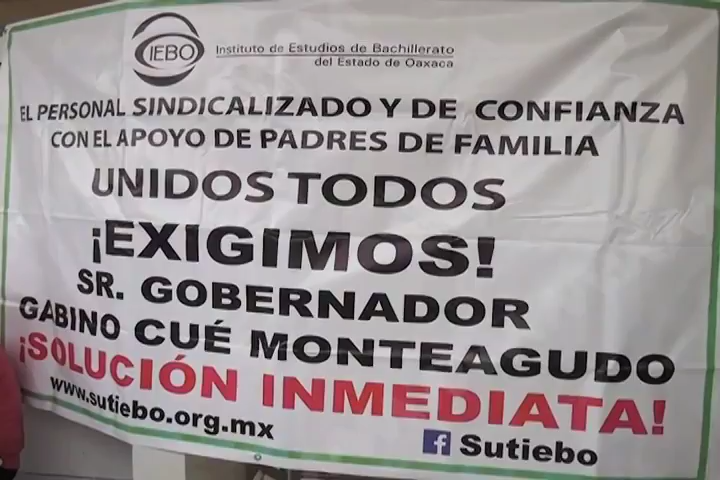 IEBO
Instituto de Estudios de Bachillerato
del Estado de Oaxaca
EL PERSONAL SINDICALIZADO Y DE CONFIANZA
CON EL APOYO DE PADRES DE FAMILIA
UNIDOS TODOS
¡EXIGIMOS!
SR. GOBERNADOR
GABINO CUÉ MONTEAGUDO
¡SOLUCIÓN INMEDIATA!
www.sutiebo.org.mx
f Sutiebo